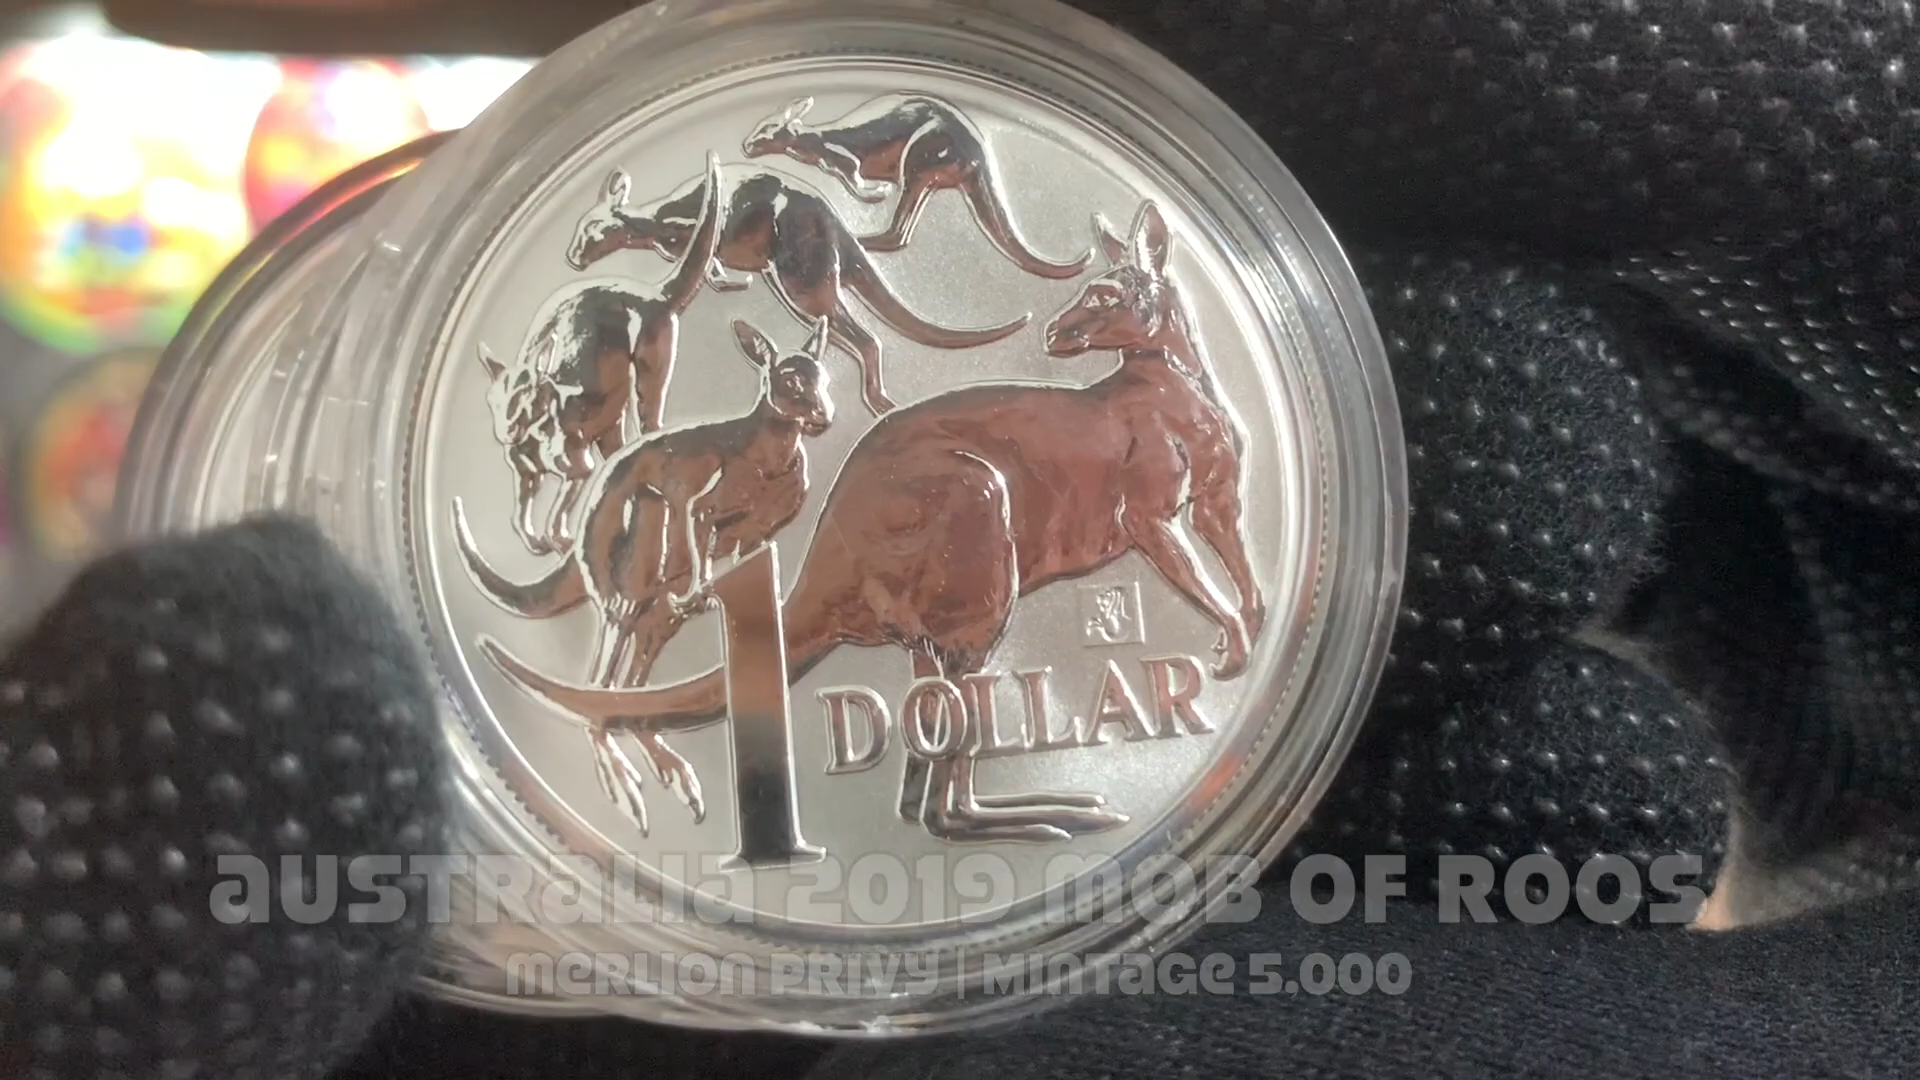 1
DOLLAR
AUSTRALIA 2019 MOB OF ROOS
MERLION PRIVY | MINTAGE 5,000